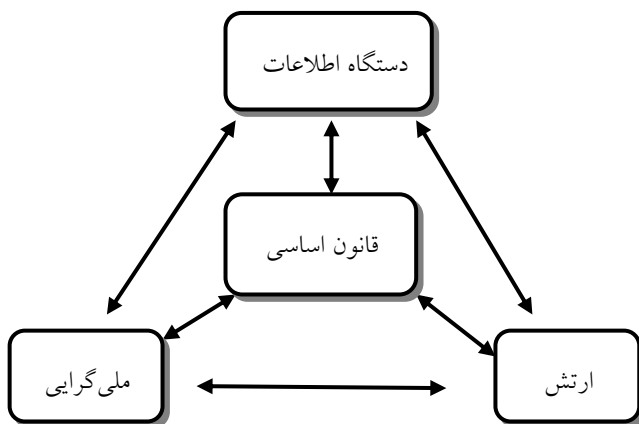 دستگاه اطلاعات
قانون اساسی
ارتش
ملی‌گرایی